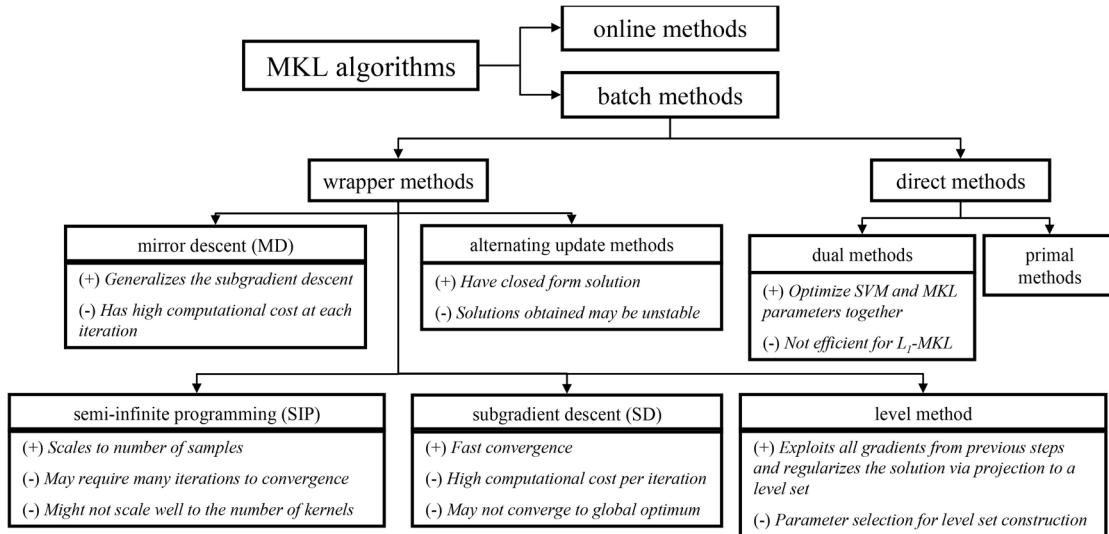 online methods
MKL algorithms
batch methods
wrapper methods
direct methods
mirror descent (MD)
(+) Generalizes the subgradient descent
(-) Has high computational cost at each
iteration
alternating update methods
(+) Have closed form solution
(-) Solutions obtained may be unstable
dual methods
(+) Optimize SVM and MKL
parameters together
(-) Not efficient for L₁-MKL
primal
methods
semi-infinite programming (SIP)
(+) Scales to number of samples
(-) May require many iterations to convergence
(-) Might not scale well to the number of kernels
subgradient descent (SD)
(+) Fast convergence
(-) High computational cost per iteration
(-) May not converge to global optimum
level method
(+) Exploits all gradients from previous steps
and regularizes the solution via projection to a
level set
(-) Parameter selection for level set construction